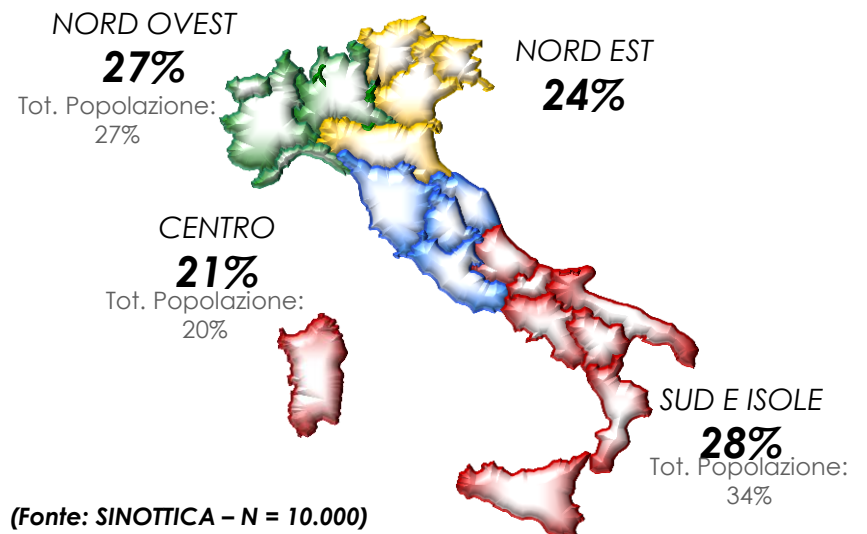 NORD OVEST
27%
Tot. Popolazione:
27%
NORD EST
24%
CENTRO
21%
Tot. Popolazione:
20%
SUD E ISOLE
28%
Tot. Popolazione:
34%
(Fonte: SINOTTICA – N = 10.000)